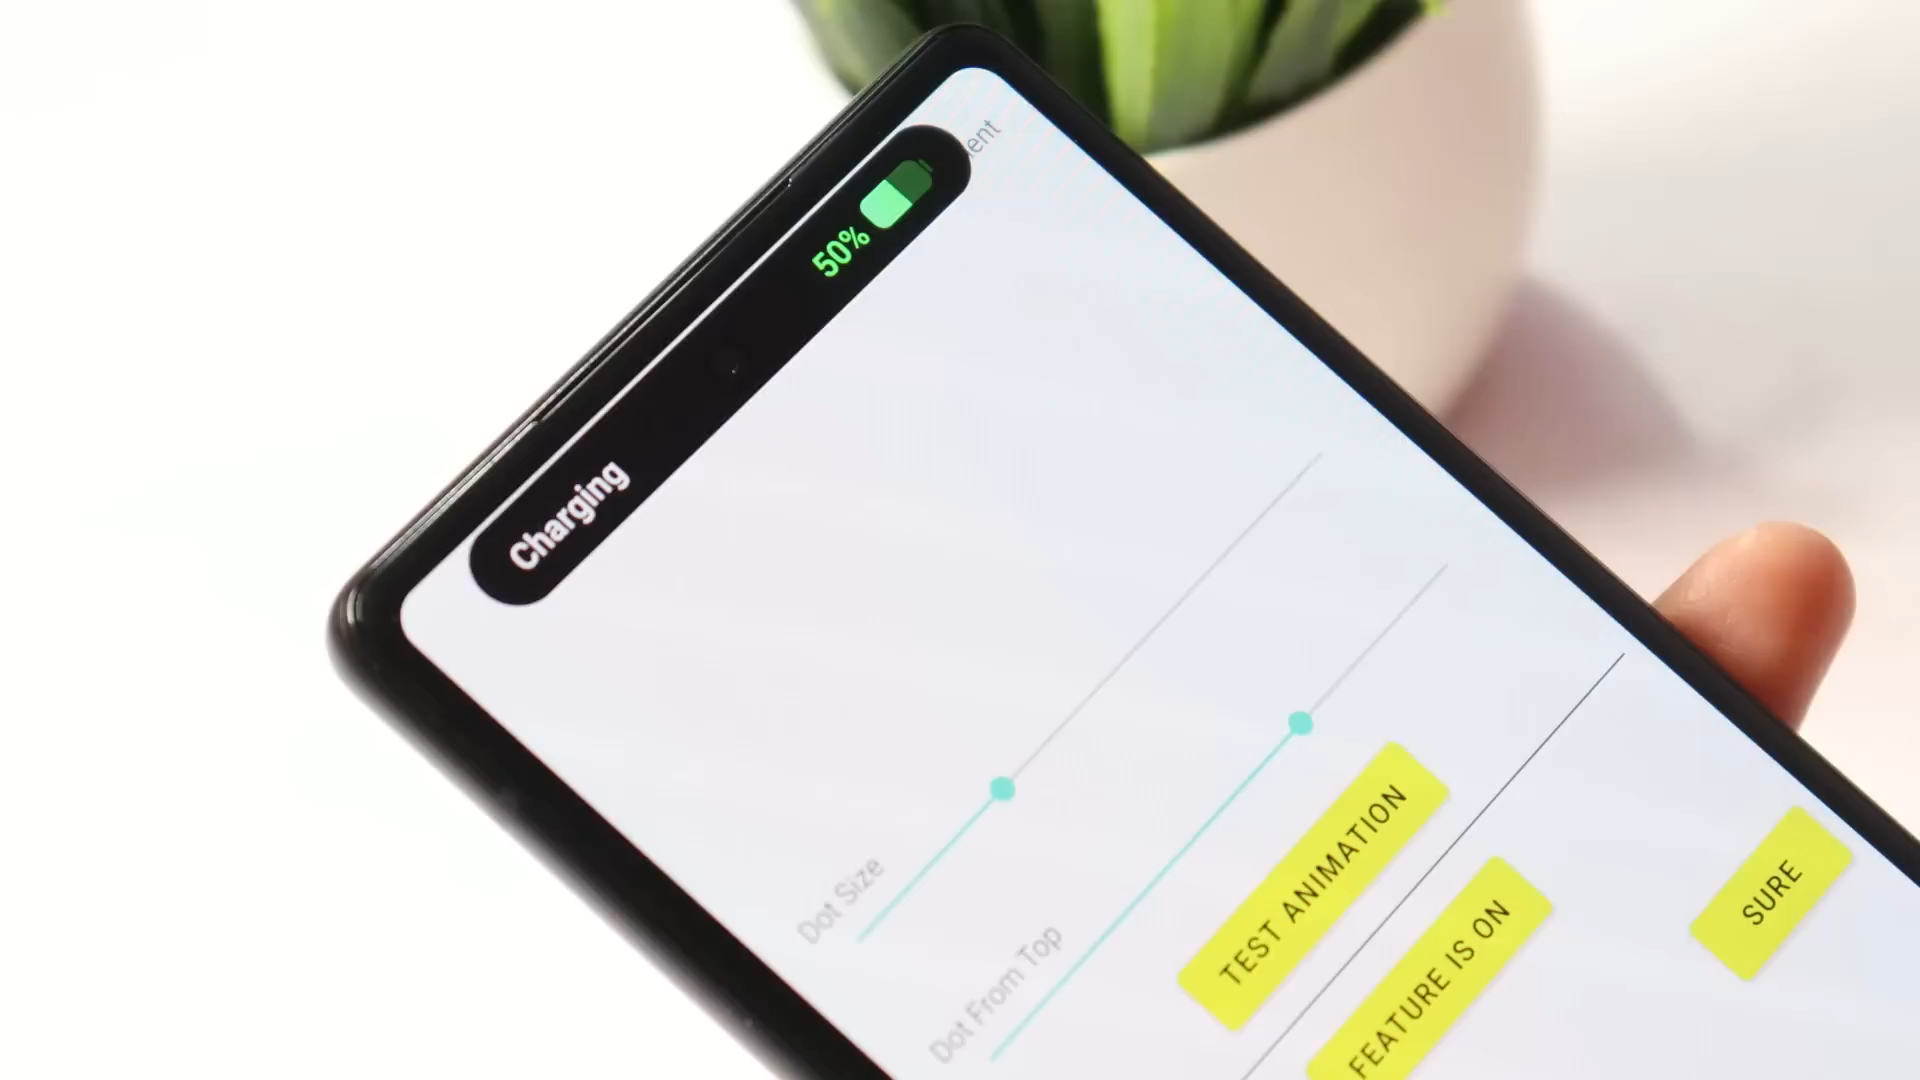 Charging 50%
Dot Size
Dot From Top
TEST ANIMATION
FEATURE IS ON
SURE